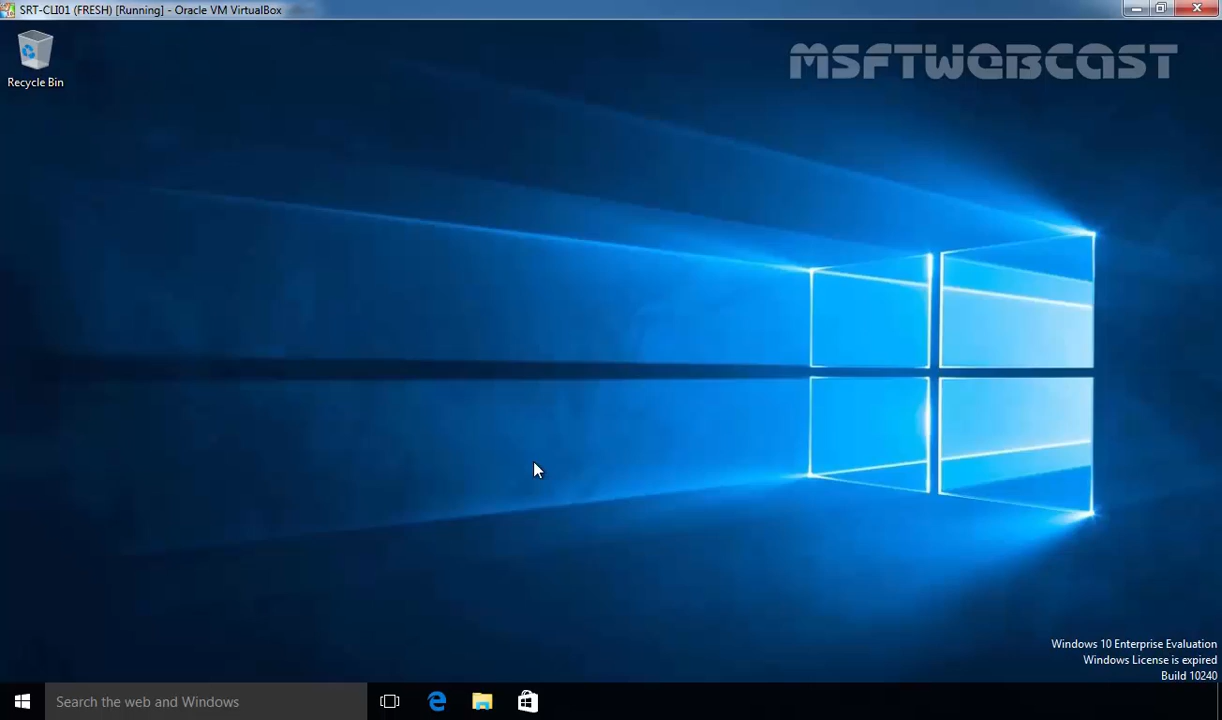 SRT-CLI01 (FRESH) [Running] - Oracle VM VirtualBox
MSFTWEBCAST
Recycle Bin
Windows 10 Enterprise Evaluation
Windows License is expired
Build 10240
Search the web and Windows